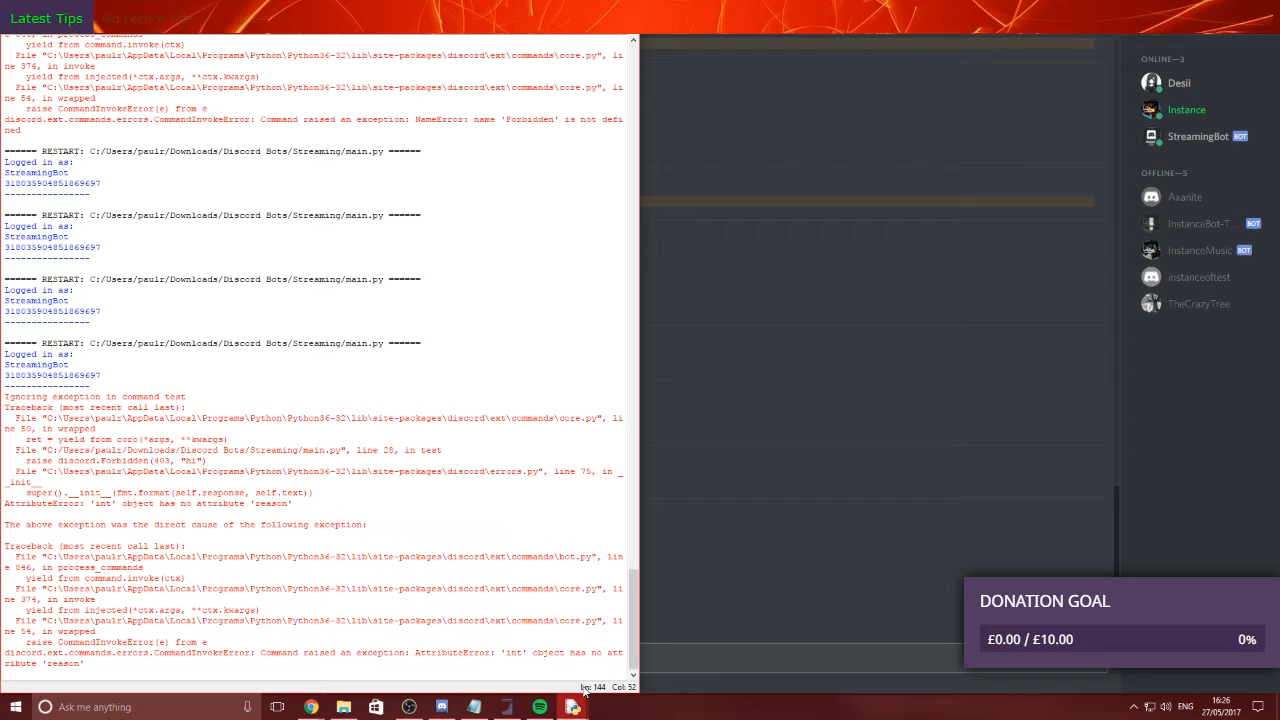 Latest Tips
No recent tips
yield from command.invoke(ctx)
File "C:\Users\paulr\AppData\Local\Programs\Python\Python36-32\lib\site-packages\discord\ext\commands\core.py", li
ne 374, in invoke
yield from injected(*ctx.args, **ctx.kwargs)
File "C:\Users\paulr\AppData\Local\Programs\Python\Python36-32\lib\site-packages\discord\ext\commands\core.py", li
ne 54, in wrapped
raise CommandInvokeError(e) from e
discord.ext.commands.errors.CommandInvokeError: Command raised an exception: NameError: name 'Forbidden' is not defi
ned
====== RESTART: C:/Users/paulr/Downloads/Discord Bots/Streaming/main.py ======
Logged in as:
StreamingBot
318035904851869697
----------------
====== RESTART: C:/Users/paulr/Downloads/Discord Bots/Streaming/main.py ======
Logged in as:
StreamingBot
318035904851869697
----------------
====== RESTART: C:/Users/paulr/Downloads/Discord Bots/Streaming/main.py ======
Logged in as:
StreamingBot
318035904851869697
----------------
====== RESTART: C:/Users/paulr/Downloads/Discord Bots/Streaming/main.py ======
Logged in as:
StreamingBot
318035904851869697
----------------
Ignoring exception in command test
Traceback (most recent call last):
File "C:\Users\paulr\AppData\Local\Programs\Python\Python36-32\lib\site-packages\discord\ext\commands\core.py", li
ne 50, in wrapped
ret = yield from coro(*args, **kwargs)
File "C:/Users/paulr/Downloads/Discord Bots/Streaming/main.py", line 28, in test
raise discord.Forbidden(403, "hi")
File "C:\Users\paulr\AppData\Local\Programs\Python\Python36-32\lib\site-packages\discord\errors.py", line 75, in _
_init__
super().__init__(fmt.format(self.response, self.text))
AttributeError: 'int' object has no attribute 'reason'
The above exception was the direct cause of the following exception:
Traceback (most recent call last):
File "C:\Users\paulr\AppData\Local\Programs\Python\Python36-32\lib\site-packages\discord\ext\commands\bot.py", lin
e 846, in process_commands
yield from command.invoke(ctx)
File "C:\Users\paulr\AppData\Local\Programs\Python\Python36-32\lib\site-packages\discord\ext\commands\core.py", li
ne 374, in invoke
yield from injected(*ctx.args, **ctx.kwargs)
File "C:\Users\paulr\AppData\Local\Programs\Python\Python36-32\lib\site-packages\discord\ext\commands\core.py", li
ne 54, in wrapped
raise CommandInvokeError(e) from e
discord.ext.commands.errors.CommandInvokeError: Command raised an exception: AttributeError: 'int' object has no att
ribute 'reason'
Ln: 144 Col: 52
ONLINE—3
Desii
Instance
StreamingBot BOT
OFFLINE—5
Axanite
InstanceBot-T... BOT
InstanceMusic BOT
instanceoftest
TheCrazyTree
DONATION GOAL
£0.00 / £10.00 0%
Ask me anything
ENG
16:26
27/05/2017